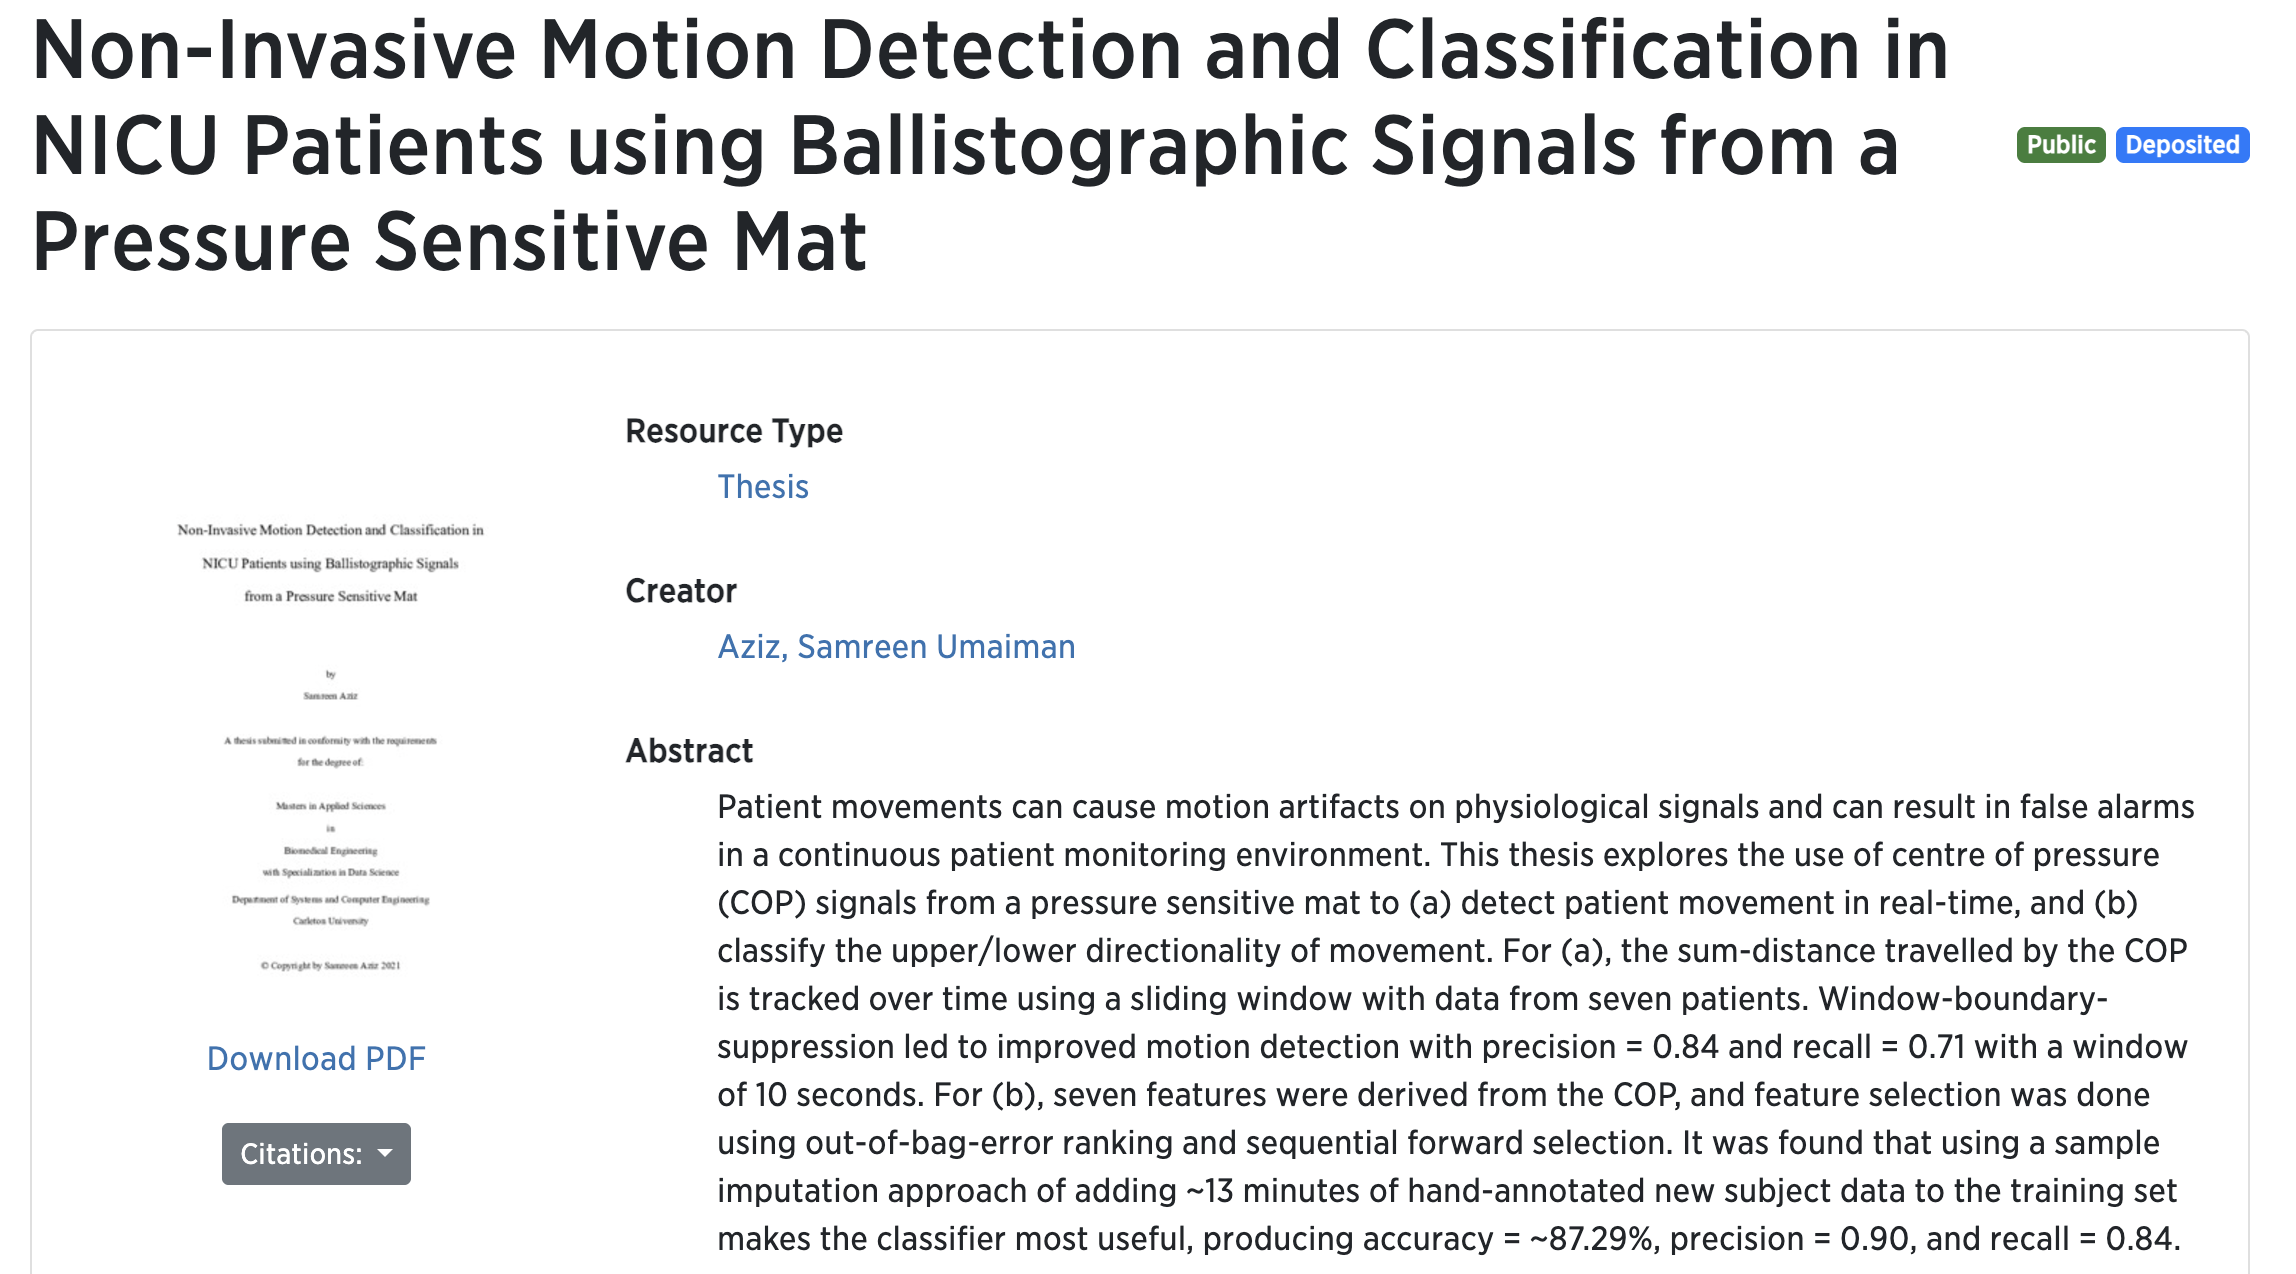 Non-Invasive Motion Detection and Classification in
NICU Patients using Ballistographic Signals from a
Pressure Sensitive Mat
Public
Deposited
Non-Invasive Motion Detection and Classification in
NICU Patients using Ballistographic Signals
from a Pressure Sensitive Mat
by
Samreen Aziz
A thesis submitted in conformity with the requirements
for the degree of:
Masters in Applied Sciences
in
Biomedical Engineering
with Specialization in Data Science
Department of Systems and Computer Engineering
Carleton University
© Copyright by Samreen Aziz 2021
Download PDF
Citations:
Resource Type
Thesis
Creator
Aziz, Samreen Umaiman
Abstract
Patient movements can cause motion artifacts on physiological signals and can result in false alarms
in a continuous patient monitoring environment. This thesis explores the use of centre of pressure
(COP) signals from a pressure sensitive mat to (a) detect patient movement in real-time, and (b)
classify the upper/lower directionality of movement. For (a), the sum-distance travelled by the COP
is tracked over time using a sliding window with data from seven patients. Window-boundary-
suppression led to improved motion detection with precision = 0.84 and recall = 0.71 with a window
of 10 seconds. For (b), seven features were derived from the COP, and feature selection was done
using out-of-bag-error ranking and sequential forward selection. It was found that using a sample
imputation approach of adding ~13 minutes of hand-annotated new subject data to the training set
makes the classifier most useful, producing accuracy = ~87.29%, precision = 0.90, and recall = 0.84.